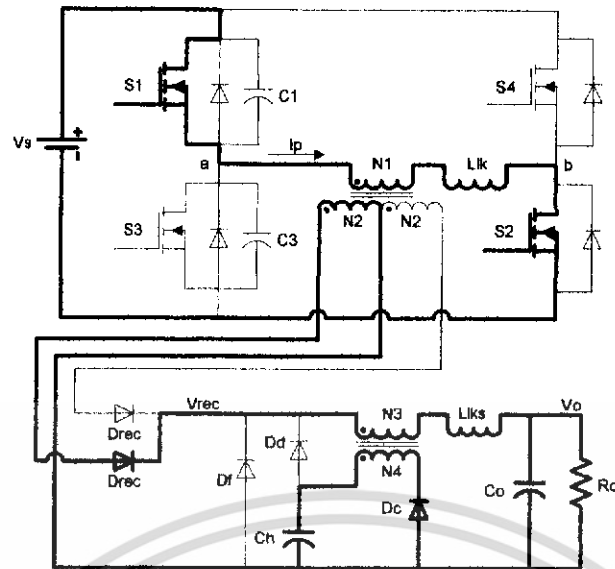 S1
C1
S4
Vs
+
a
Ip
N1
Llk
b
S3
C3
N2
N2
S2
Vrec
N3
Llks
Vo
Drec
Drec
Df
Dd
N4
Dc
Ch
Co
Ro